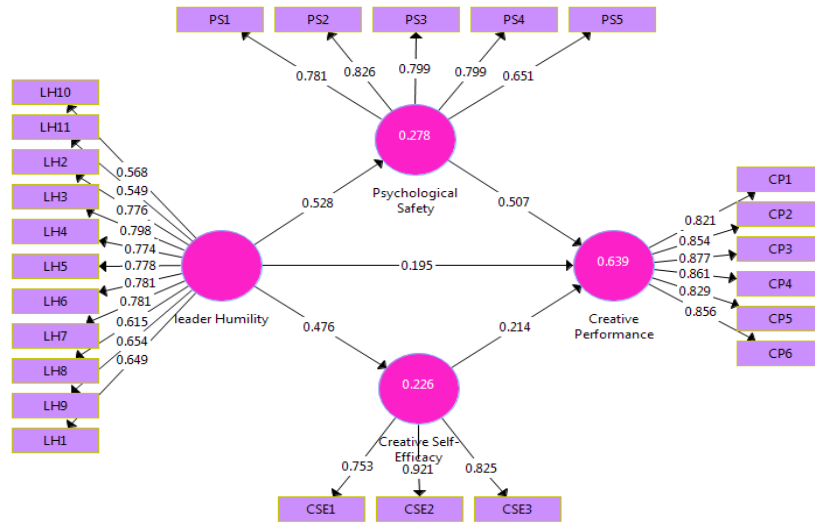 PS1
PS2
PS3
PS4
PS5
0.781
0.826
0.799
0.799
0.651
LH10
LH11
LH2
LH3
LH4
LH5
LH6
LH7
LH8
LH9
LH1
0.568
0.549
0.776
0.798
0.774
0.778
0.781
0.781
0.615
0.654
0.649
leader Humility
0.278
Psychological
Safety
0.528
0.507
0.195
0.476
0.214
0.639
Creative
Performance
0.821
0.854
0.877
0.861
0.829
0.856
CP1
CP2
CP3
CP4
CP5
CP6
0.226
Creative Self-
Efficacy
0.753
0.921
0.825
CSE1
CSE2
CSE3